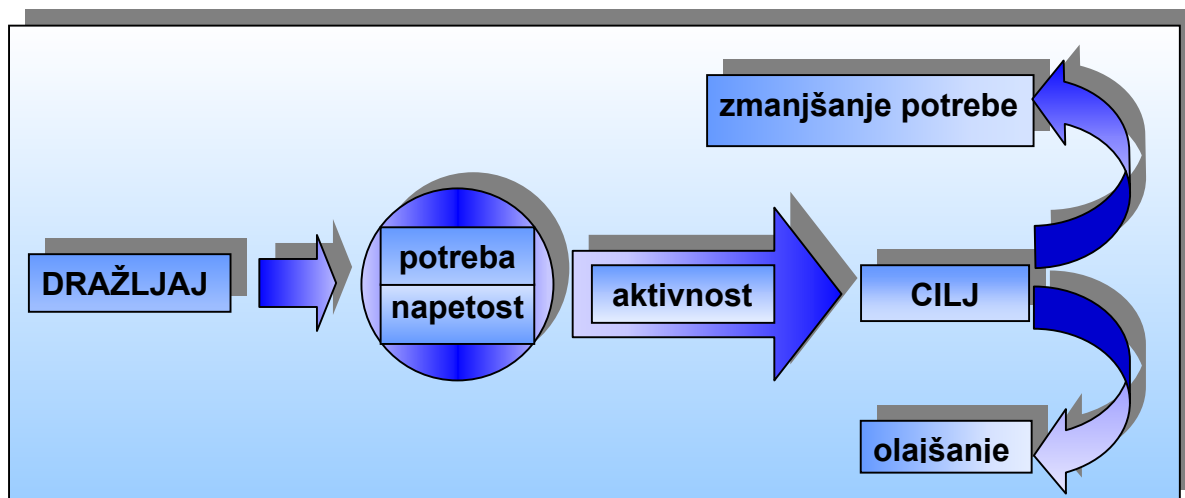 zmanjšanje potrebe
DRAŽLJAJ
potreba
napetost
aktivnost
CILJ
olajšanje